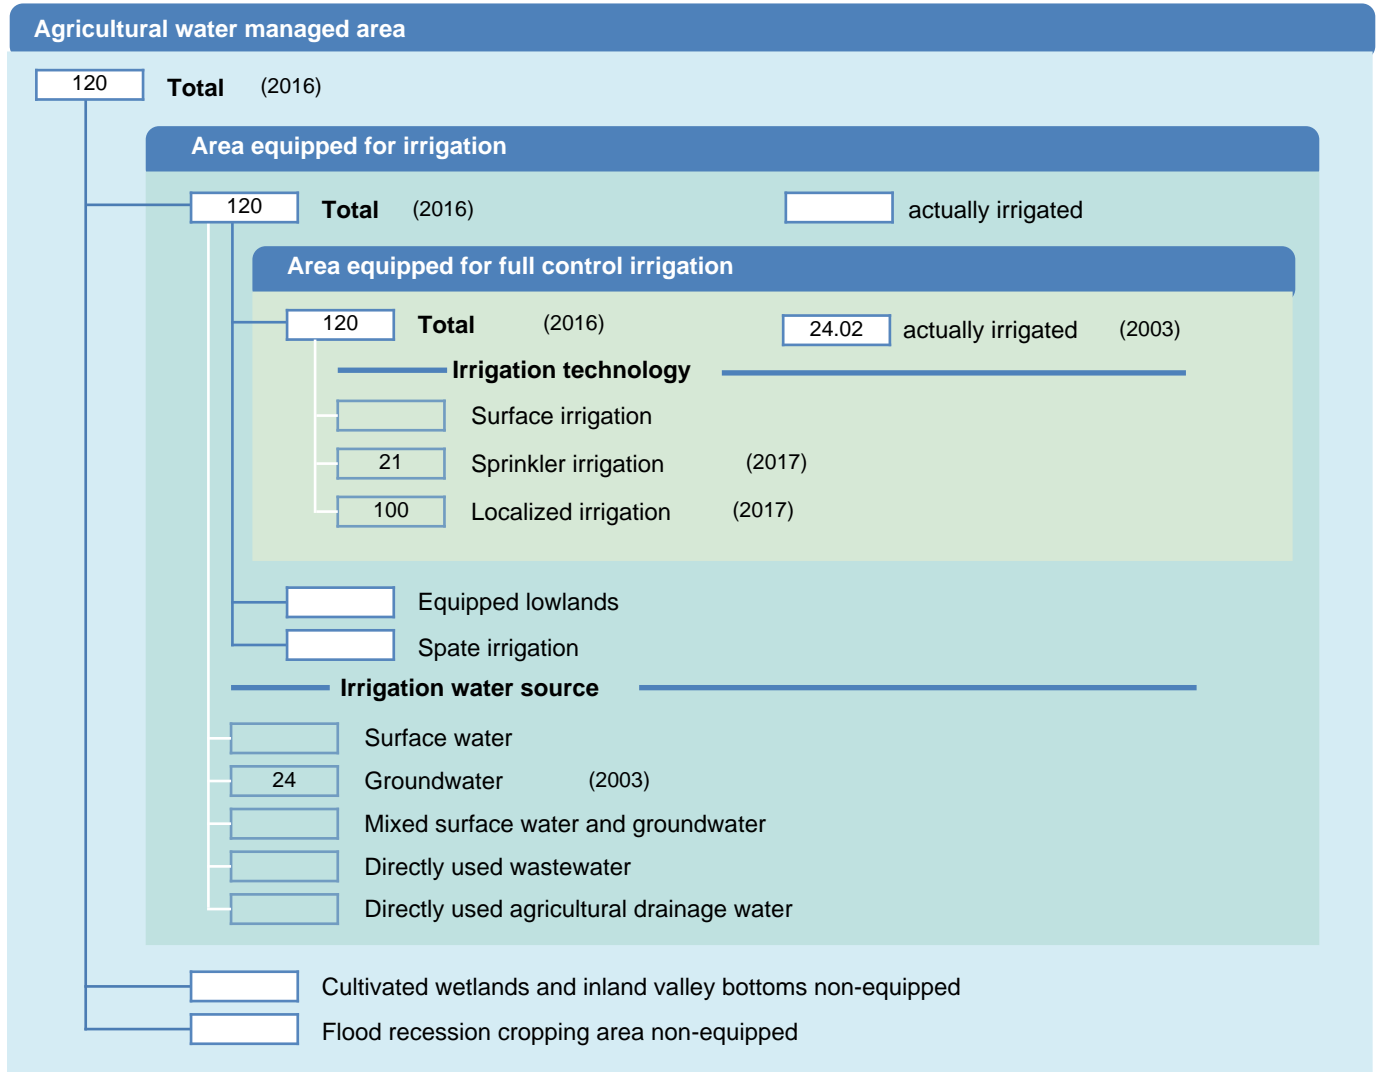 Agricultural water managed area
120 Total (2016)
Area equipped for irrigation
120 Total (2016) actually irrigated
Area equipped for full control irrigation
120 Total (2016) 24.02 actually irrigated (2003)
Irrigation technology
Surface irrigation
21 Sprinkler irrigation (2017)
100 Localized irrigation (2017)
Equipped lowlands
Spate irrigation
Irrigation water source
Surface water
24 Groundwater (2003)
Mixed surface water and groundwater
Directly used wastewater
Directly used agricultural drainage water
Cultivated wetlands and inland valley bottoms non-equipped
Flood recession cropping area non-equipped